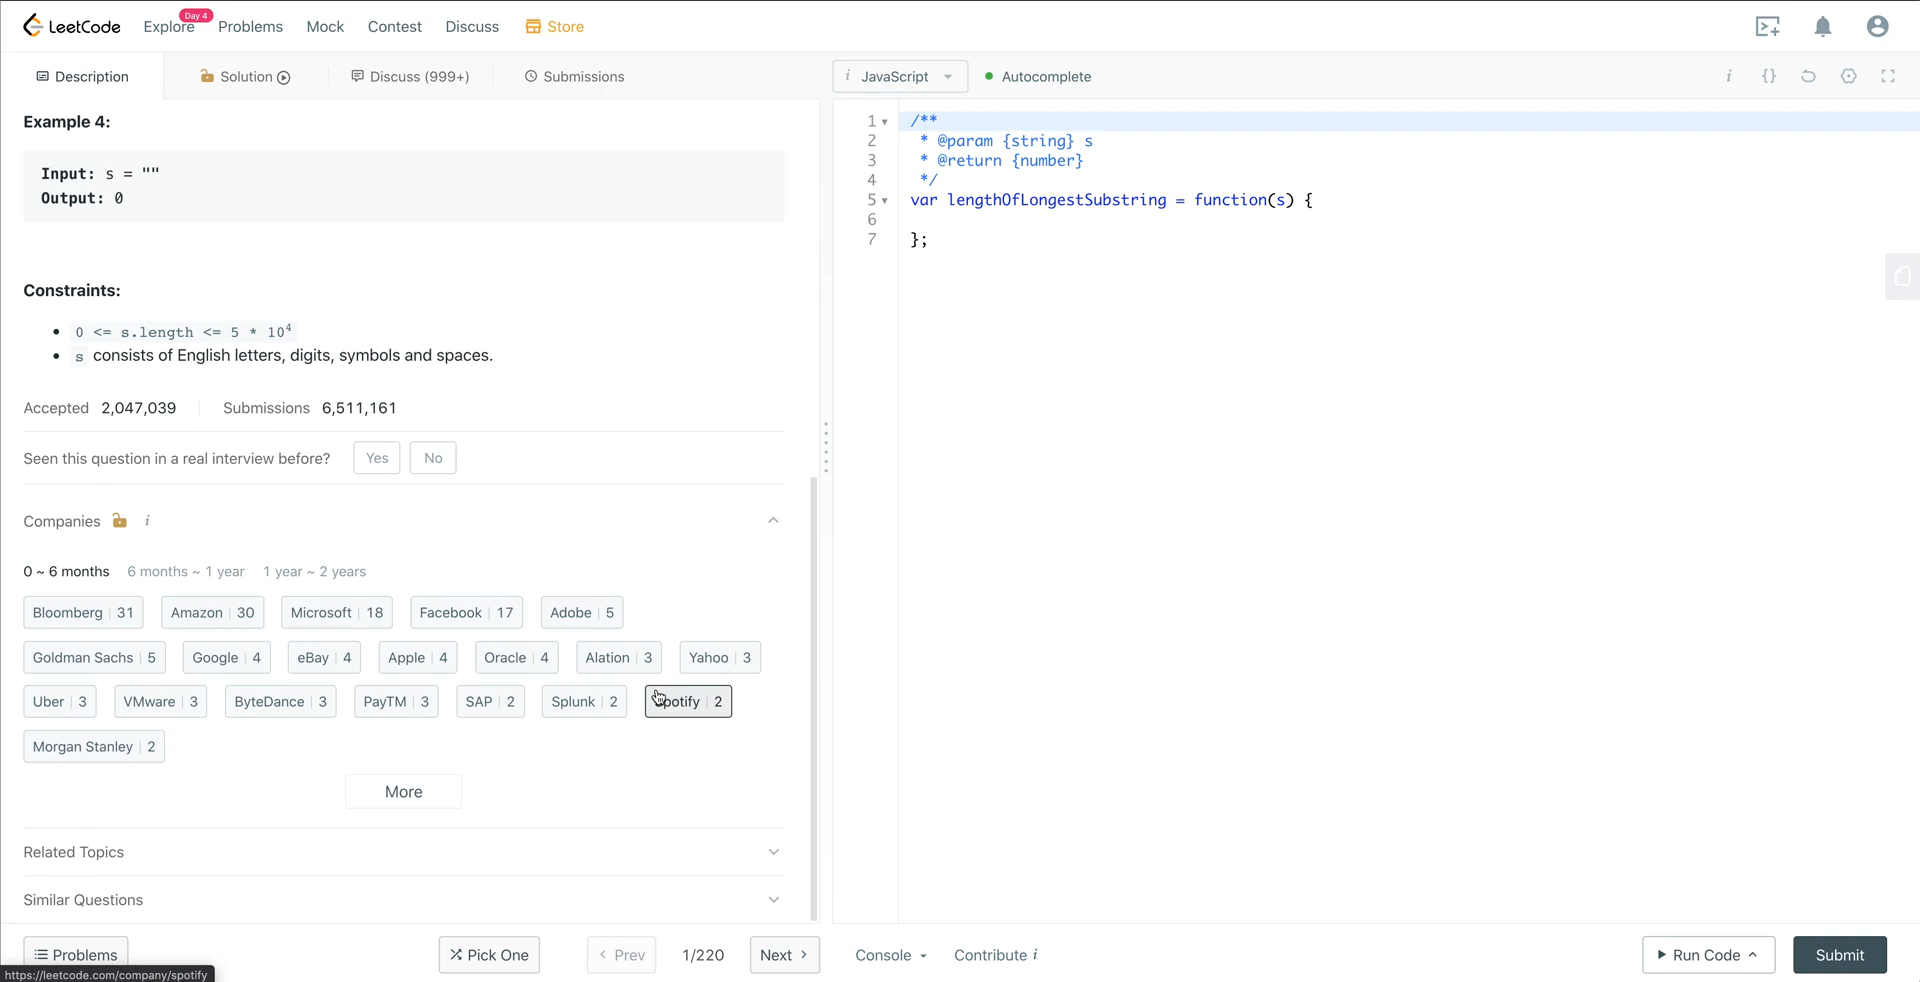 LeetCode Explore Day 4 Problems Mock Contest Discuss Store
Description Solution Discuss (999+) Submissions
i JavaScript Autocomplete i {}
Example 4:
Input: s = ""
Output: 0
Constraints:
0 <= s.length <= 5 * 10⁴
s consists of English letters, digits, symbols and spaces.
Accepted 2,047,039 Submissions 6,511,161
Seen this question in a real interview before? Yes No
Companies i
0 ~ 6 months 6 months ~ 1 year 1 year ~ 2 years
Bloomberg 31 Amazon 30 Microsoft 18 Facebook 17 Adobe 5
Goldman Sachs 5 Google 4 eBay 4 Apple 4 Oracle 4 Alation 3 Yahoo 3
Uber 3 VMware 3 ByteDance 3 PayTM 3 SAP 2 Splunk 2 Spotify 2
Morgan Stanley 2
More
Related Topics
Similar Questions
1 /**
2 * @param {string} s
3 * @return {number}
4 */
5 var lengthOfLongestSubstring = function(s) {
6
7 };
Problems Pick One < Prev 1/220 Next > Console Contribute i Run Code Submit
https://leetcode.com/company/spotify